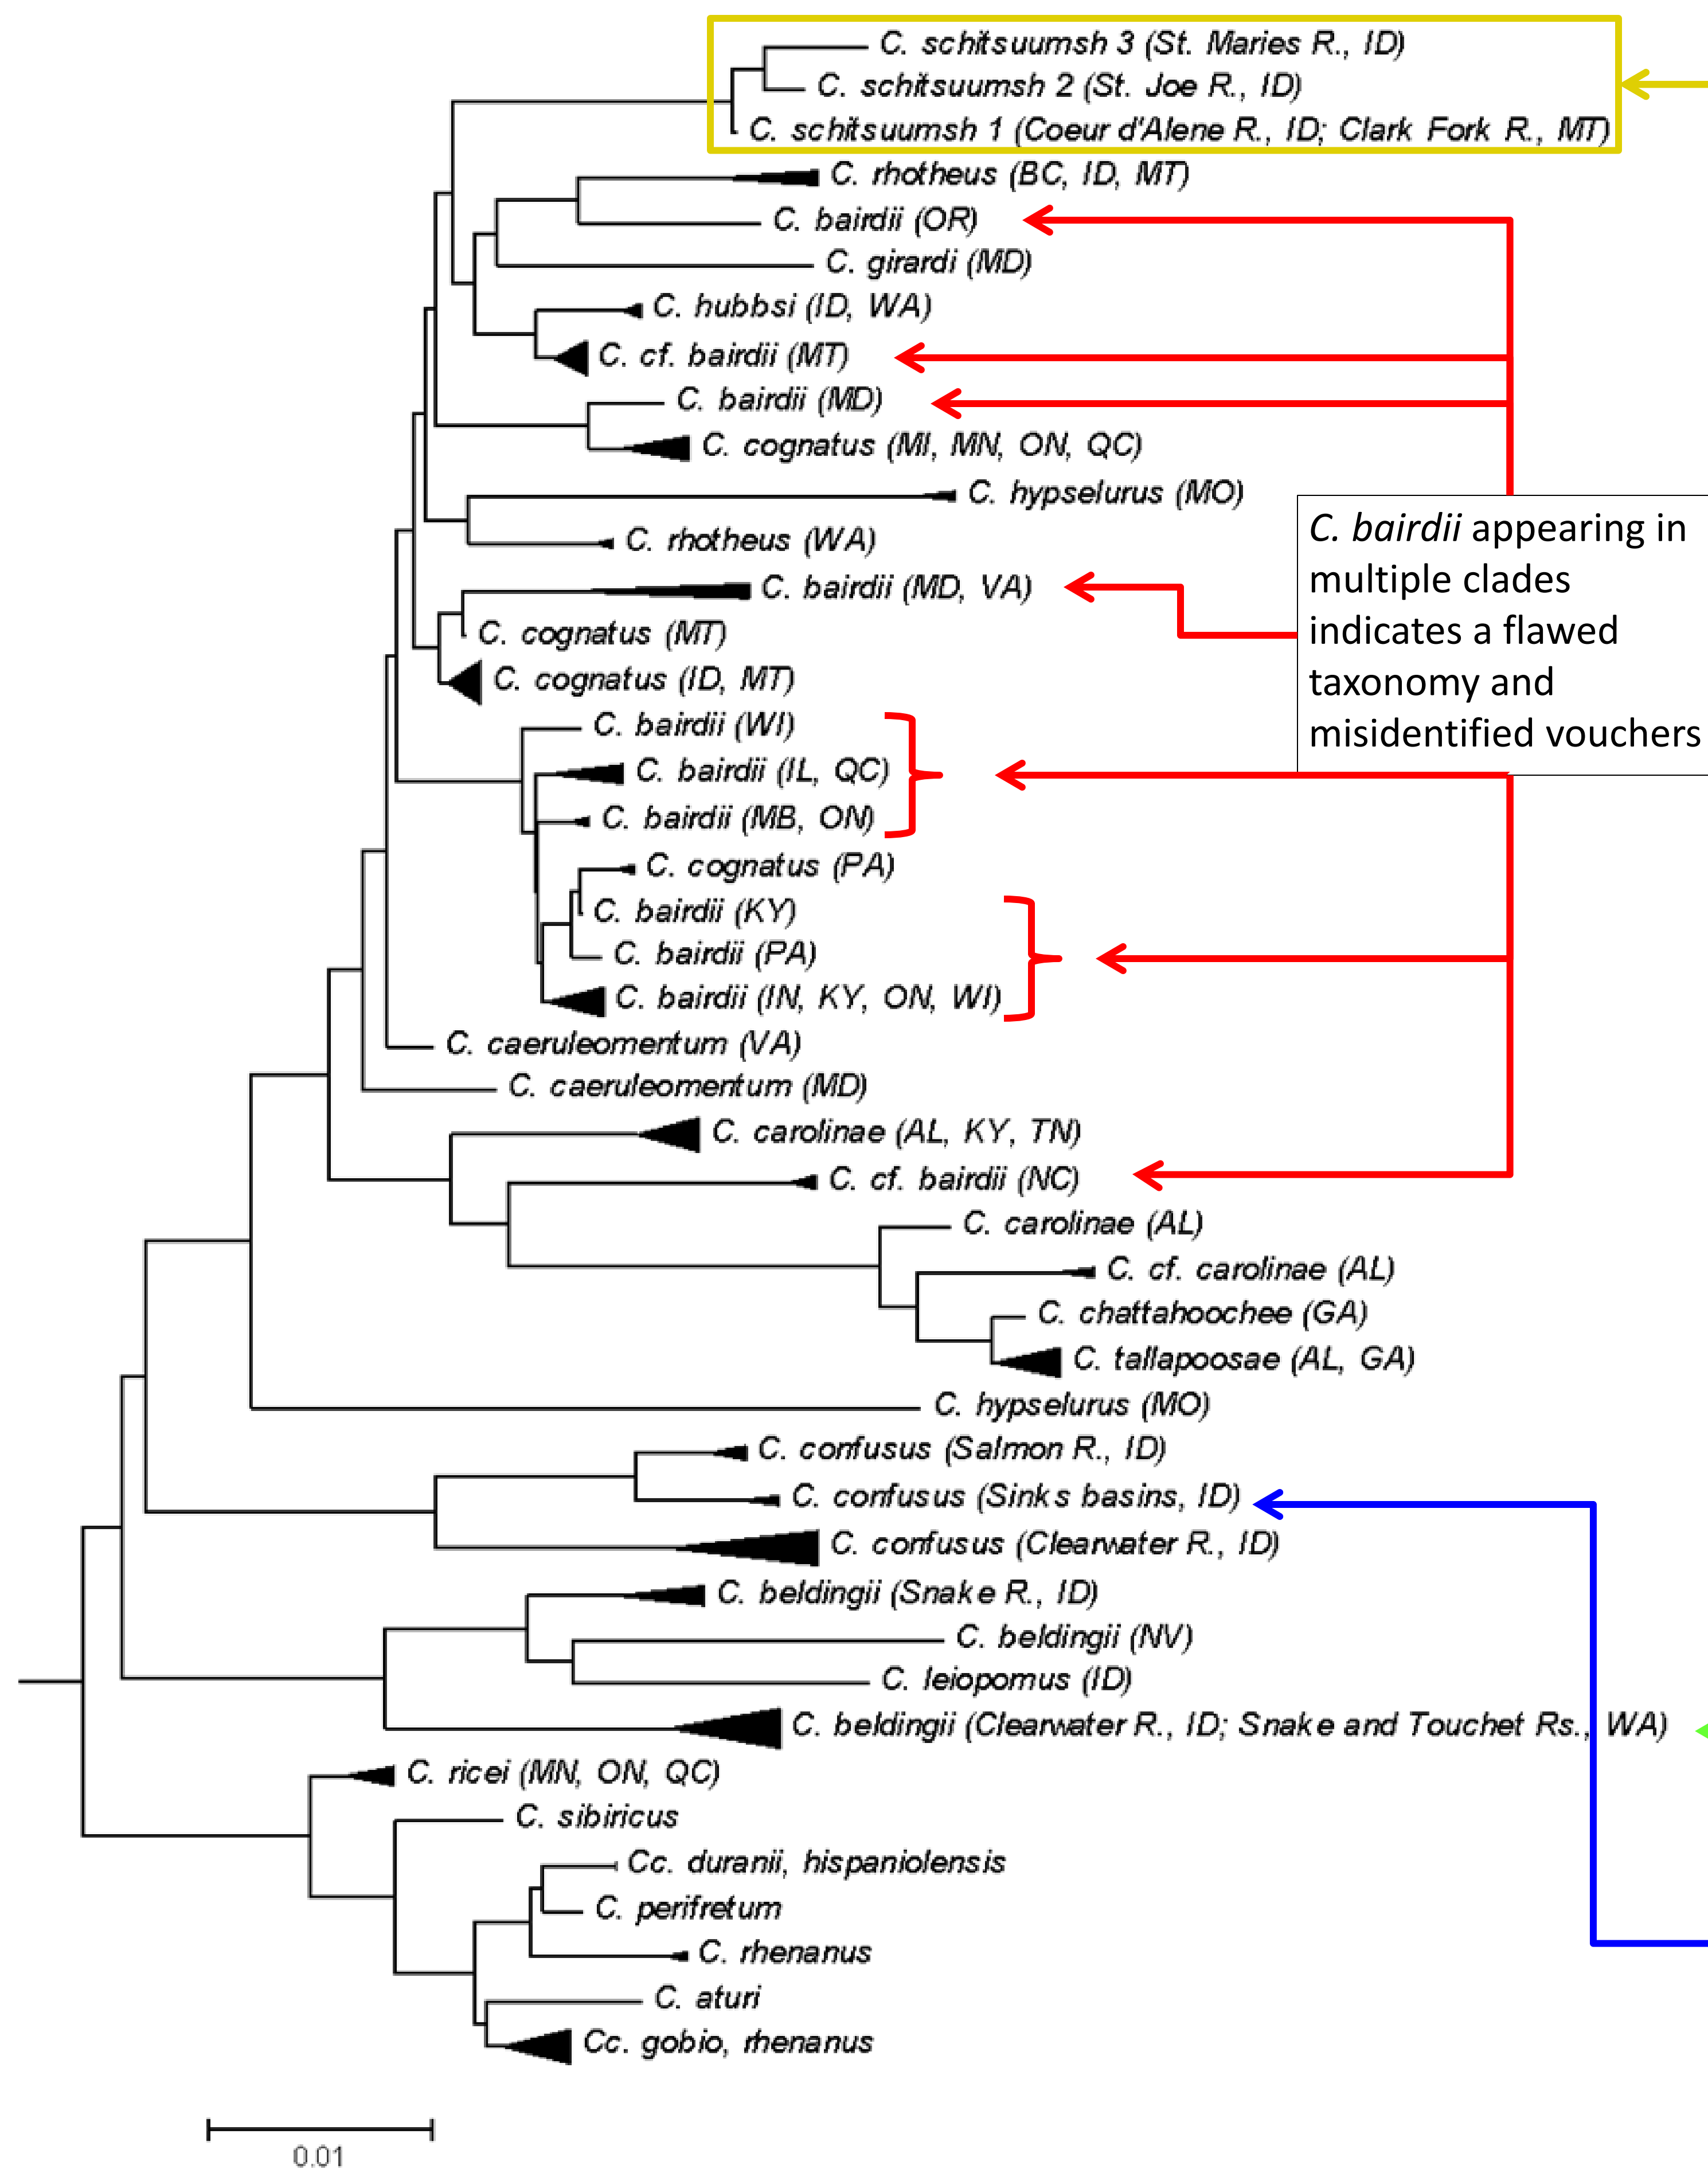 C. schitsuumsh 3 (St. Maries R., ID)
C. schitsuumsh 2 (St. Joe R., ID)
C. schitsuumsh 1 (Coeur d'Alene R., ID; Clark Fork R., MT)
C. rhotheus (BC, ID, MT)
C. bairdii (OR)
C. girardi (MD)
C. hubbsi (ID, WA)
C. cf. bairdii (MT)
C. bairdii (MD)
C. cognatus (MI, MN, ON, QC)
C. hypselurus (MO)
C. rhotheus (WA)
C. bairdii (MD, VA)
C. cognatus (MT)
C. cognatus (ID, MT)
C. bairdii (WI)
C. bairdii (IL, QC)
C. bairdii (MB, ON)
C. cognatus (PA)
C. bairdii (KY)
C. bairdii (PA)
C. bairdii (IN, KY, ON, WI)
C. caeruleomentum (VA)
C. caeruleomentum (MD)
C. carolinae (AL, KY, TN)
C. cf. bairdii (NC)
C. carolinae (AL)
C. cf. carolinae (AL)
C. chattahoochee (GA)
C. tallapoosae (AL, GA)
C. hypselurus (MO)
C. confusus (Salmon R., ID)
C. confusus (Sinks basins, ID)
C. confusus (Clearwater R., ID)
C. beldingii (Snake R., ID)
C. beldingii (NV)
C. leiopomus (ID)
C. beldingii (Clearwater R., ID; Snake and Touchet Rs., WA)
C. ricei (MN, ON, QC)
C. sibiricus
Cc. duranii, hispaniolensis
C. perifretum
C. rhenanus
C. aturi
Cc. gobio, rhenanus
0.01
C. bairdii appearing in
multiple clades
indicates a flawed
taxonomy and
misidentified vouchers